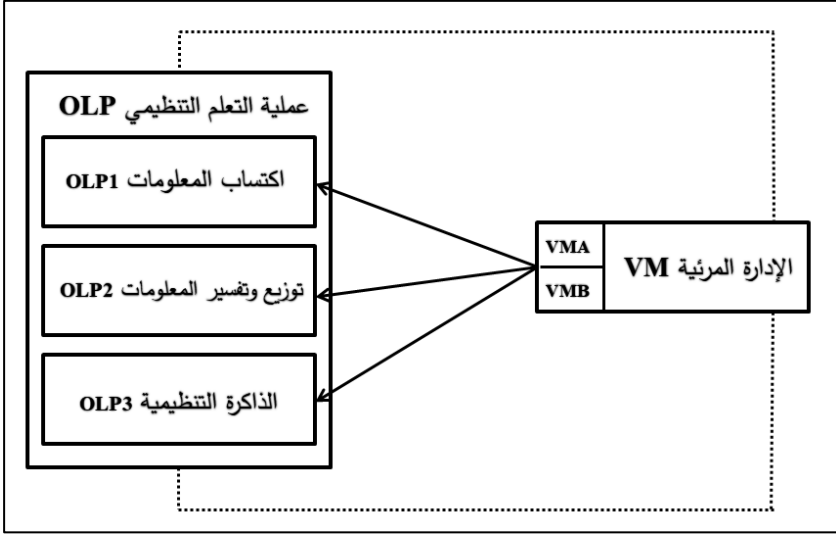 عملية التعلم التنظيمي OLP
اكتساب المعلومات OLP1
توزيع وتفسير المعلومات OLP2
الذاكرة التنظيمية OLP3
الإدارة المرئية VM
VMA
VMB